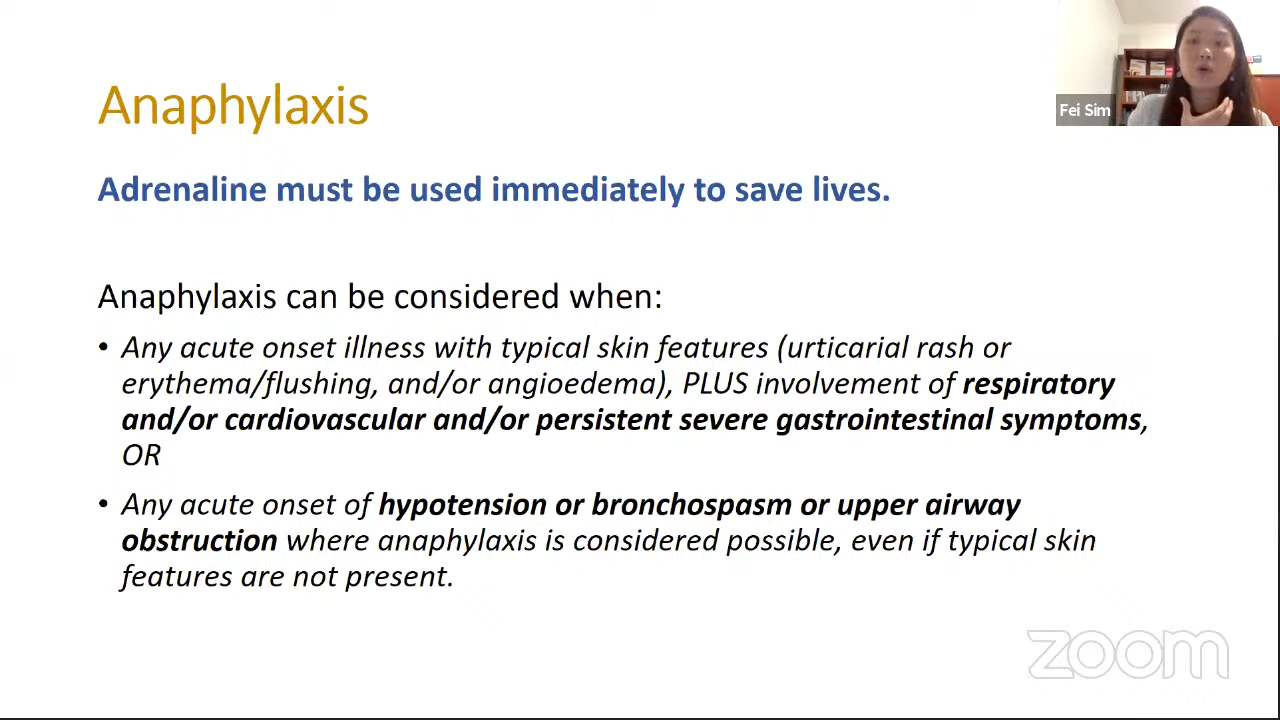 Anaphylaxis
Fei Sim
Adrenaline must be used immediately to save lives.
Anaphylaxis can be considered when:
• Any acute onset illness with typical skin features (urticarial rash or
erythema/flushing, and/or angioedema), PLUS involvement of respiratory
and/or cardiovascular and/or persistent severe gastrointestinal symptoms,
OR
• Any acute onset of hypotension or bronchospasm or upper airway
obstruction where anaphylaxis is considered possible, even if typical skin
features are not present.
zoom